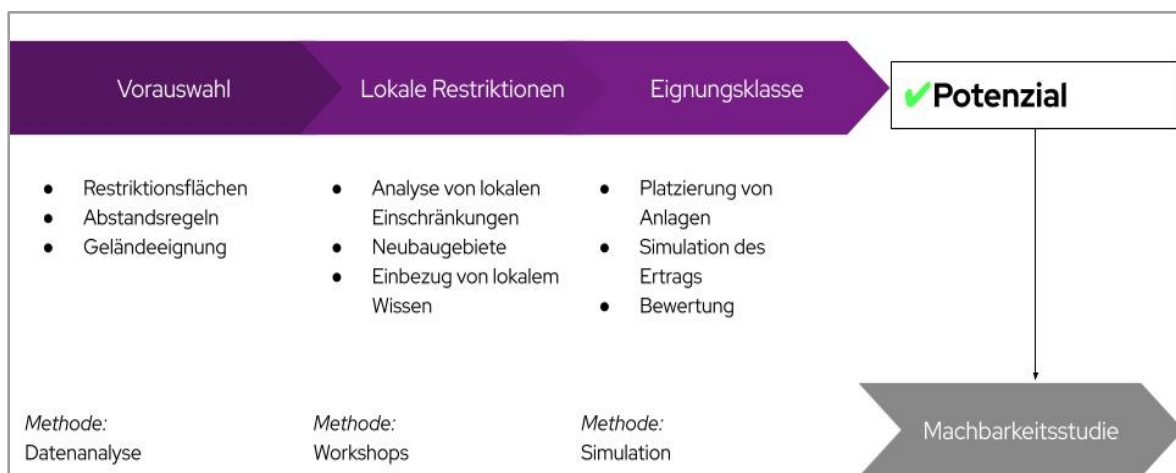 Vorauswahl
Lokale Restriktionen
Eignungsklasse
✔Potenzial
● Restriktionsflächen
● Abstandsregeln
● Geländeeignung
● Analyse von lokalen
Einschränkungen
● Neubaugebiete
● Einbezug von lokalem
Wissen
● Platzierung von
Anlagen
● Simulation des
Ertrags
● Bewertung
Methode:
Datenanalyse
Methode:
Workshops
Methode:
Simulation
Machbarkeitsstudie